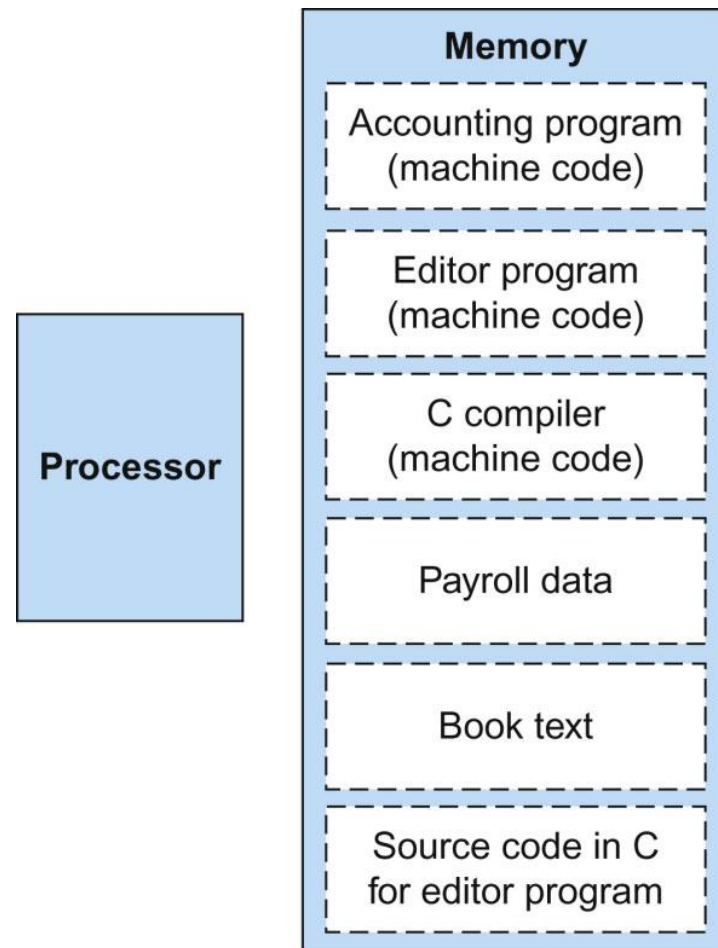 Memory
Accounting program
(machine code)
Editor program
(machine code)
C compiler
(machine code)
Processor
Payroll data
Book text
Source code in C
for editor program